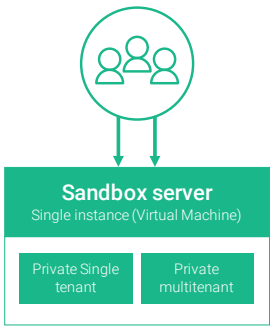 Sandbox server
Single instance (Virtual Machine)
Private Single
tenant
Private
multitenant